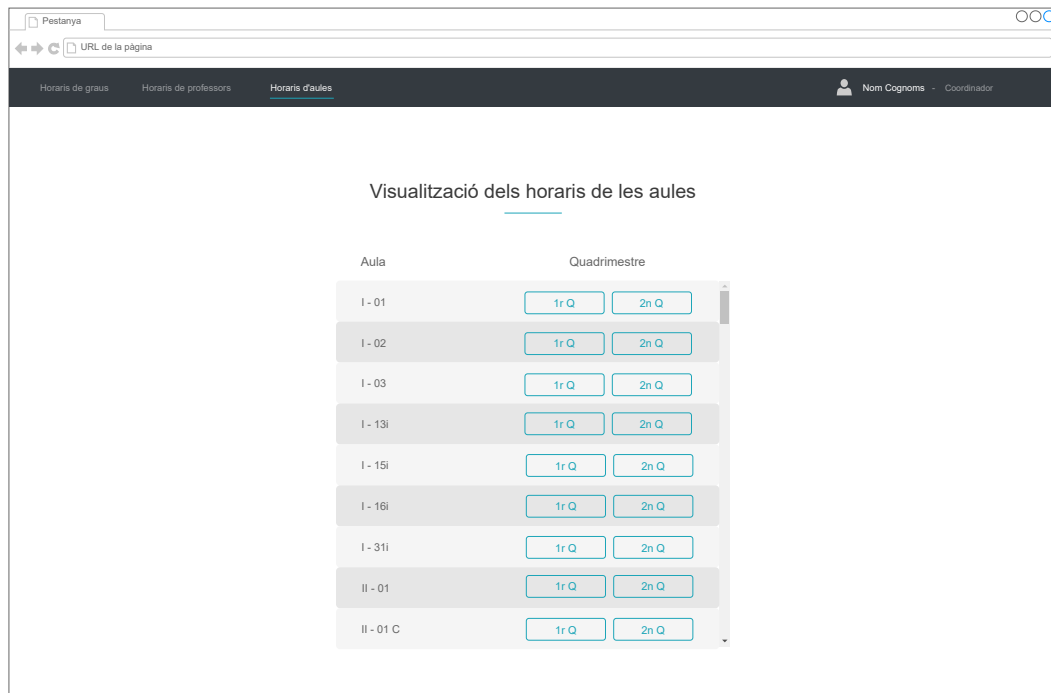 Pestanya
URL de la pàgina
Horaris de graus Horaris de professors Horaris d'aules Nom Cognoms - Coordinador
Visualització dels horaris de les aules
Aula Quadrimestre
I - 01 1r Q 2n Q
I - 02 1r Q 2n Q
I - 03 1r Q 2n Q
I - 13i 1r Q 2n Q
I - 15i 1r Q 2n Q
I - 16i 1r Q 2n Q
I - 31i 1r Q 2n Q
II - 01 1r Q 2n Q
II - 01 C 1r Q 2n Q